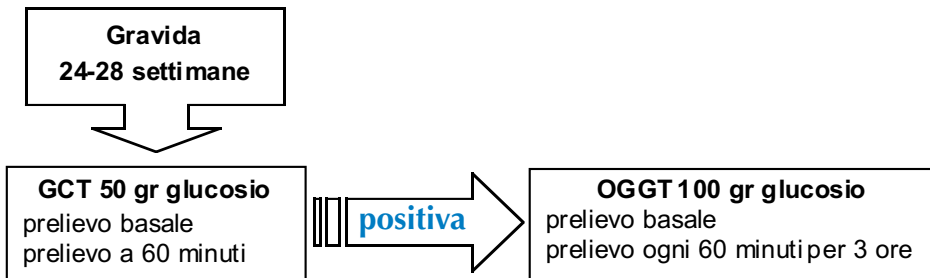 Gravida
24-28 settimane
GCT 50 gr glucosio
prelievo basale
prelievo a 60 minuti
positiva
OGGT 100 gr glucosio
prelievo basale
prelievo ogni 60 minuti per 3 ore